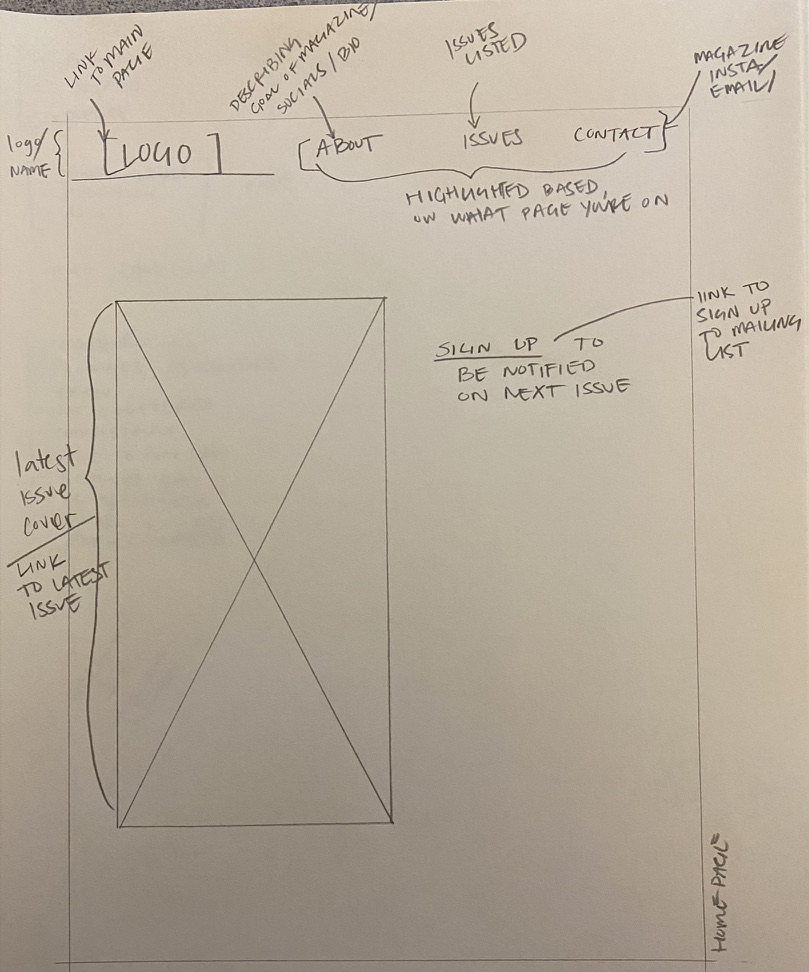 LINK
TO MAIN
PAGE
DESCRIBING
GOAL OF MAGAZINE/
SOCIALS/BIO
ISSUES
LISTED
MAGAZINE
INSTA/
EMAIL/
logo/
NAME
[LOGO]
[ABOUT
ISSUES
CONTACT]
HIGHLIGHTED BASED
ON WHAT PAGE YOU'RE ON
LINK TO
SIGN UP
TO MAILING
LIST
SIGN UP TO
BE NOTIFIED
ON NEXT ISSUE
latest
ISSUE
COVER
LINK
TO LATEST
ISSUE
HOME PAGE